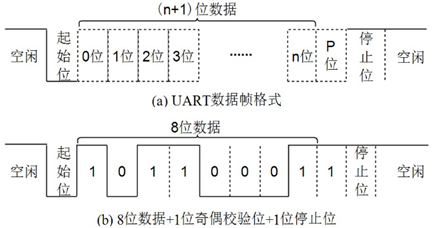 (n+1) 位数据
空闲 起始位 0位 1位 2位 3位 …… n位 P位 停止位 空闲
(a) UART数据帧格式
8位数据
空闲 起始位 1 0 1 1 0 0 0 1 1 停止位 空闲
(b) 8位数据+1位奇偶校验位+1位停止位